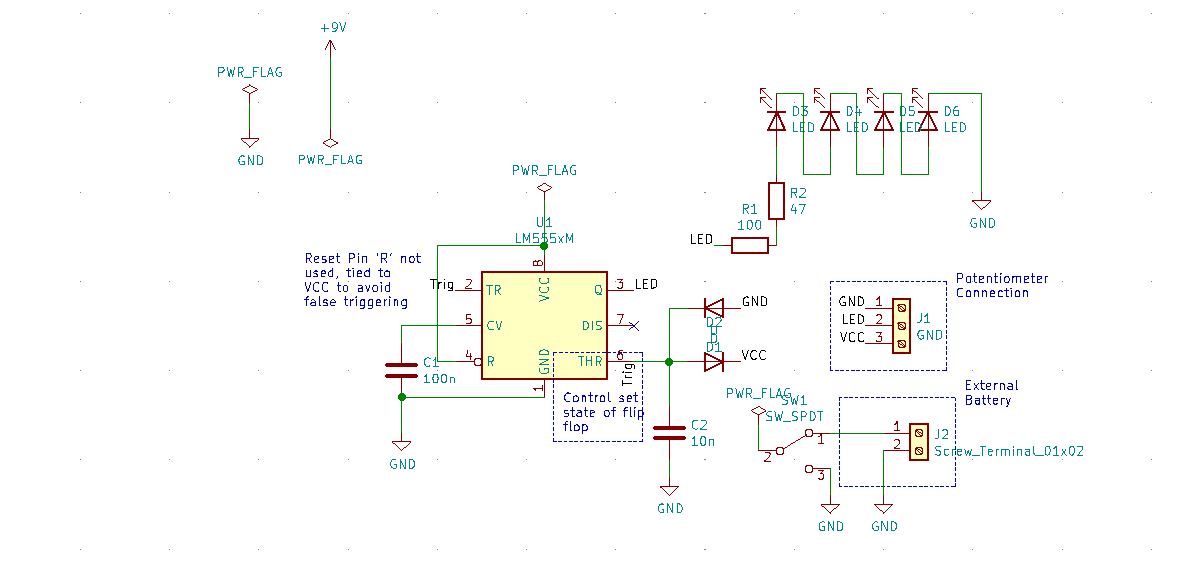 +9V
PWR_FLAG
GND
PWR_FLAG
PWR_FLAG
U1
LM555xM
Reset Pin 'R' not
used, tied to
VCC to avoid
false triggering
Trig
2
TR
5
CV
4
R
8
VCC
GND
1
Q
3
LED
DIS
7
THR
6
Trig
Control set
state of flip
flop
C1
100n
GND
D3
LED
D4
LED
D5
LED
D6
LED
R2
47
R1
100
LED
GND
GND
D2
D
D
D1
VCC
C2
10n
GND
Potentiometer
Connection
GND 1
LED 2
VCC 3
J1
GND
External
Battery
PWR_FLAG
SW1
SW_SPDT
1
2
3
GND
1
2
J2
Screw_Terminal_01x02
GND